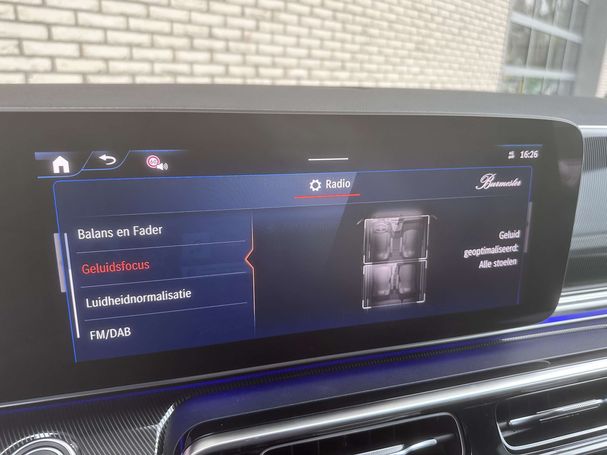 16:26
Radio
Burmester
Balans en Fader
Geluidsfocus
Luidheidnormalisatie
FM/DAB
Geluid
geoptimaliseerd:
Alle stoelen